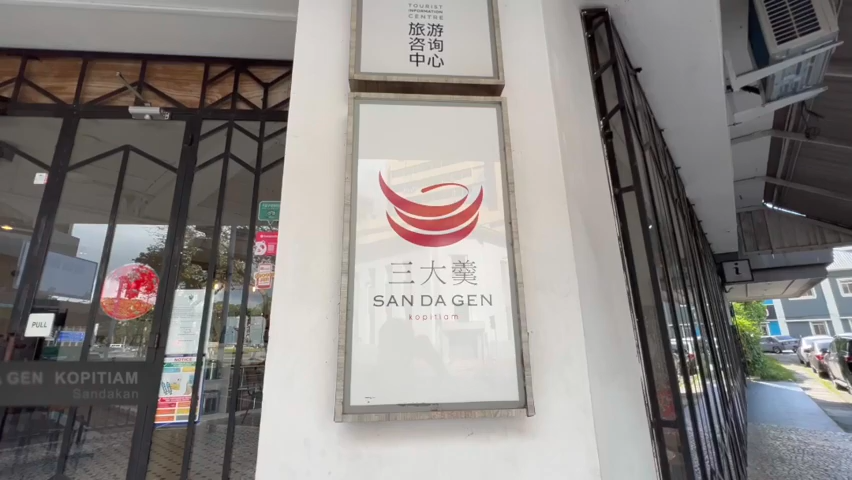 TOURIST
INFORMATION
CENTRE
旅游
咨询
中心
三大羹
SAN DA GEN
kopitiam
PULL
GEN KOPITIAM
Sandakan
NOTICE
i